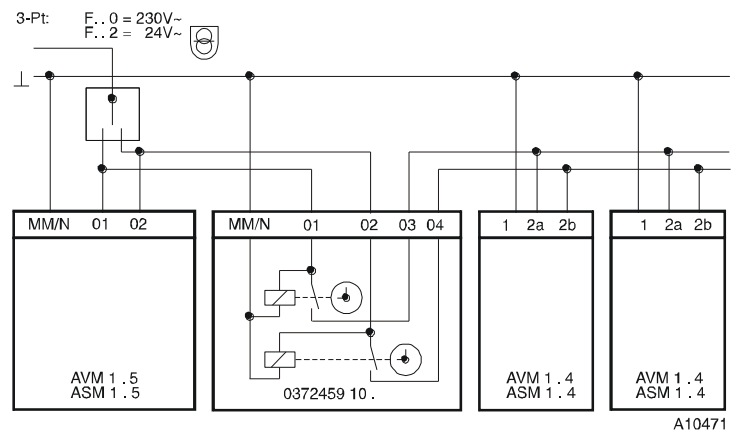 3-Pt: F..0 = 230V~
F..2 = 24V~
MM/N 01 02
MM/N 01 02 03 04
1 2a 2b
1 2a 2b
AVM 1.5
ASM 1.5
0372459 10.
AVM 1.4
ASM 1.4
AVM 1.4
ASM 1.4
A10471